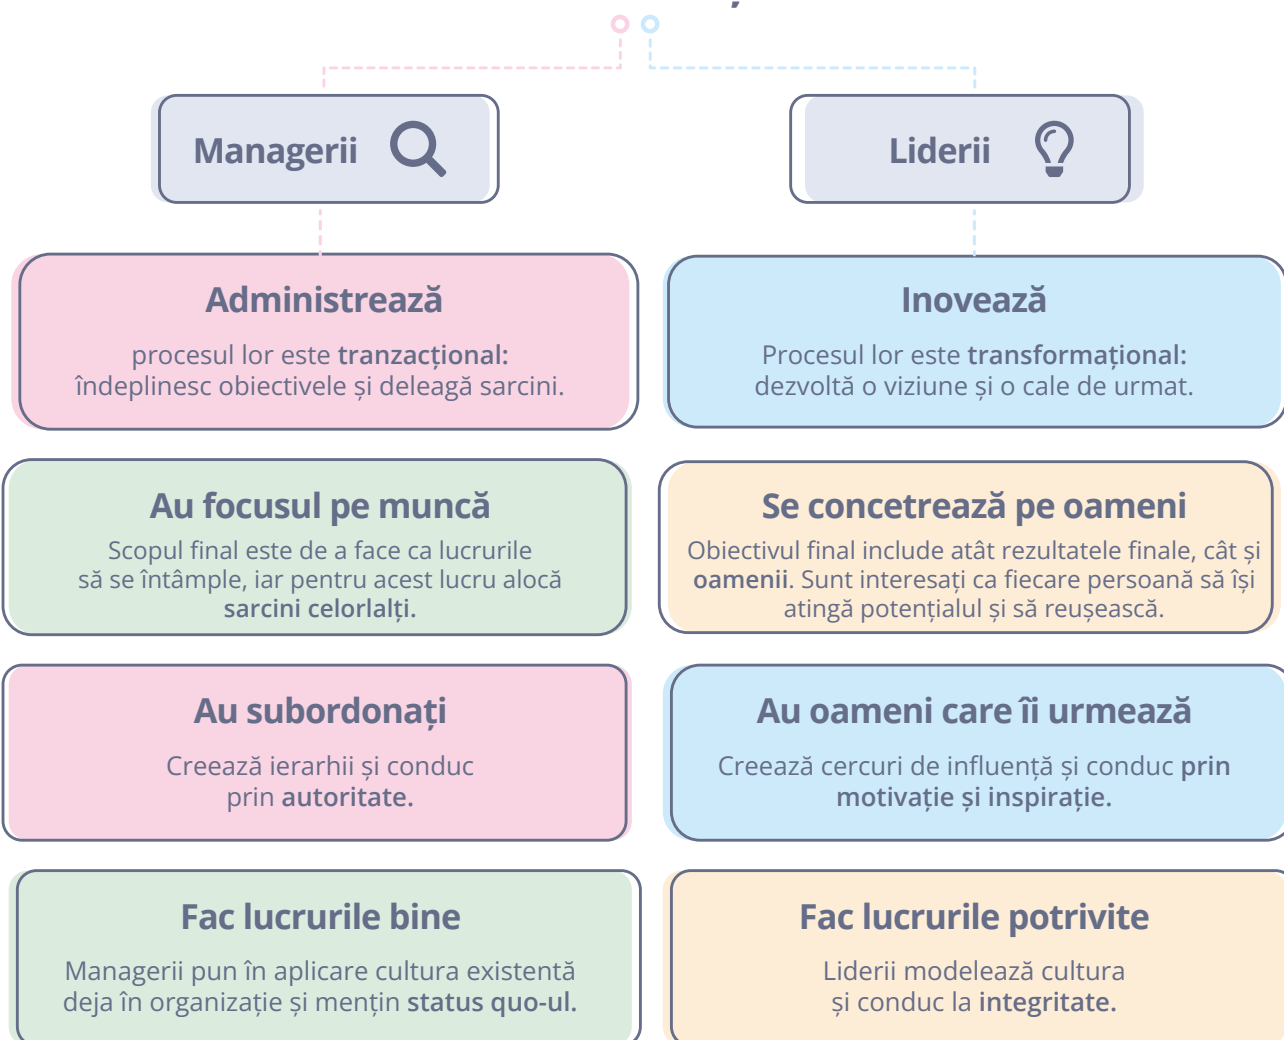 Managerii
Liderii
Administrează
procesul lor este tranzacțional:
îndeplinesc obiectivele și deleagă sarcini.
Inovează
Procesul lor este transformațional:
dezvoltă o viziune și o cale de urmat.
Au focusul pe muncă
Scopul final este de a face ca lucrurile
să se întâmple, iar pentru acest lucru alocă
sarcini celorlalți.
Se concetrează pe oameni
Obiectivul final include atât rezultatele finale, cât și
oamenii. Sunt interesați ca fiecare persoană să își
atingă potențialul și să reușească.
Au subordonați
Creează ierarhii și conduc
prin autoritate.
Au oameni care îi urmează
Creează cercuri de influență și conduc prin
motivație și inspirație.
Fac lucrurile bine
Managerii pun în aplicare cultura existentă
deja în organizație și mențin status quo-ul.
Fac lucrurile potrivite
Liderii modelează cultura
și conduc la integritate.